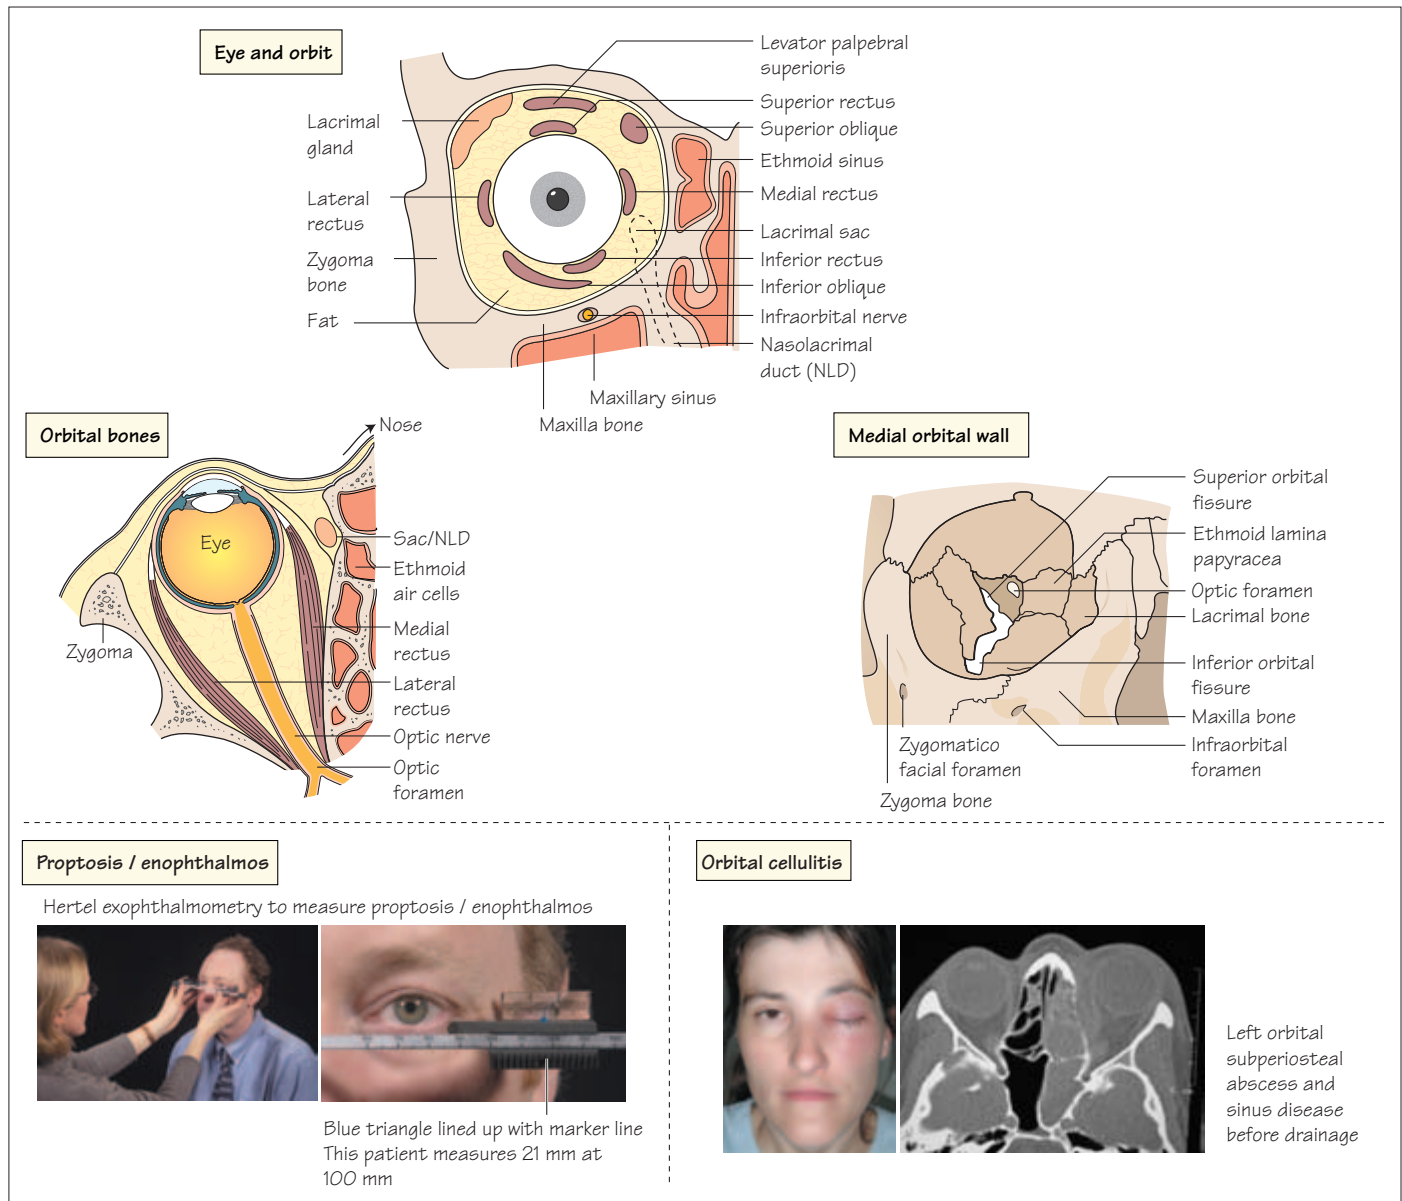 Eye and orbit
Levator palpebral
superioris
Superior rectus
Superior oblique
Ethmoid sinus
Medial rectus
Lacrimal sac
Inferior rectus
Inferior oblique
Infraorbital nerve
Nasolacrimal
duct (NLD)
Lacrimal
gland
Lateral
rectus
Zygoma
bone
Fat
Maxillary sinus
Maxilla bone
Orbital bones
Nose
Eye
Sac/NLD
Ethmoid
air cells
Medial
rectus
Lateral
rectus
Optic nerve
Optic
foramen
Zygoma
Medial orbital wall
Superior orbital
fissure
Ethmoid lamina
papyracea
Optic foramen
Lacrimal bone
Inferior orbital
fissure
Maxilla bone
Infraorbital
foramen
Zygomatico
facial foramen
Zygoma bone
Proptosis / enophthalmos
Hertel exophthalmometry to measure proptosis / enophthalmos
Blue triangle lined up with marker line
This patient measures 21 mm at
100 mm
Orbital cellulitis
Left orbital
subperiosteal
abscess and
sinus disease
before drainage